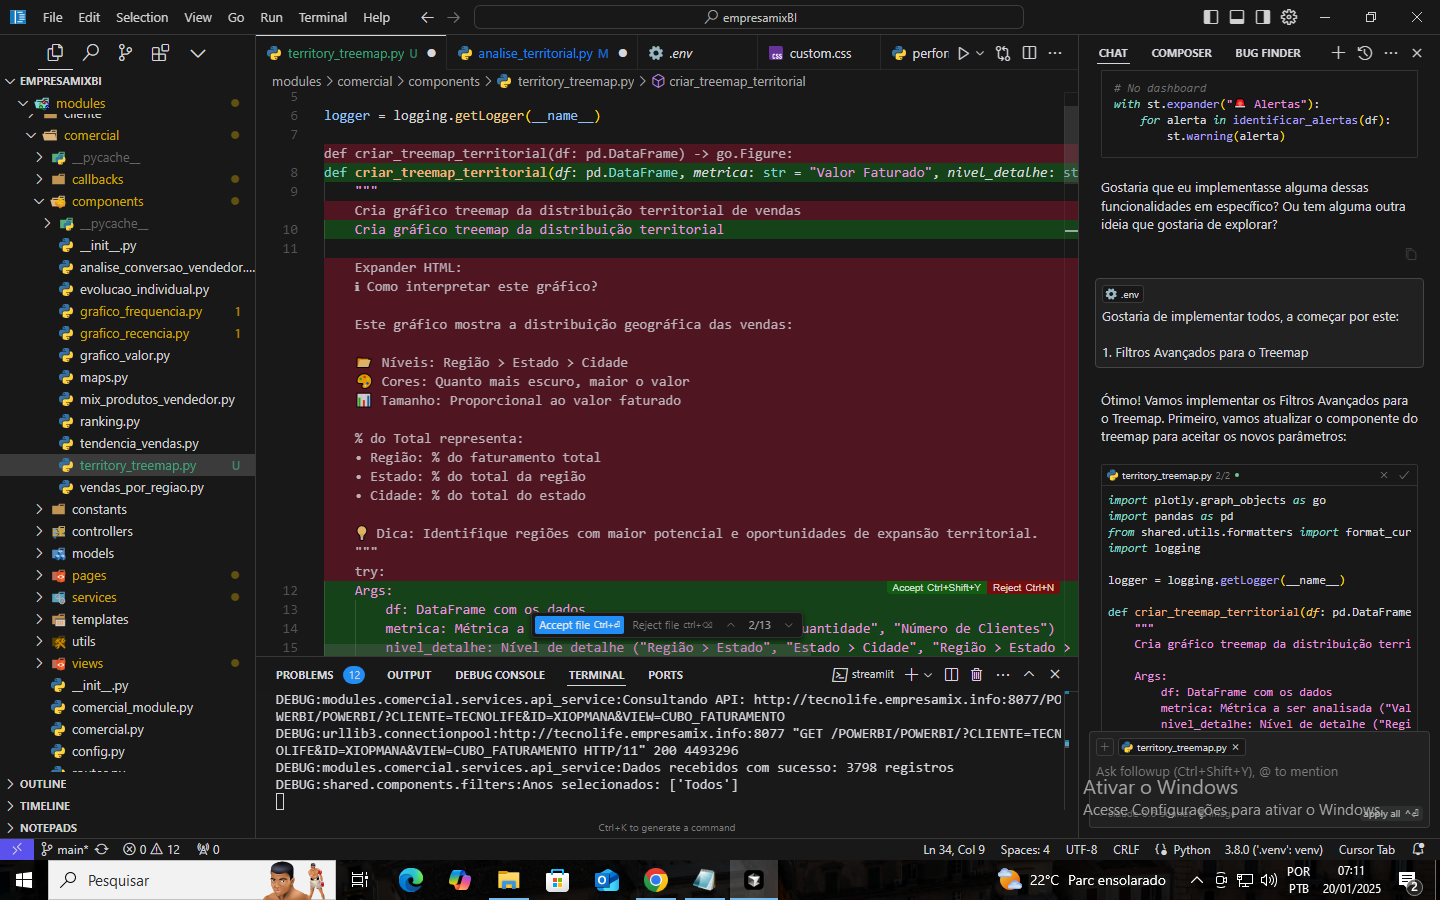 File Edit Selection View Go Run Terminal Help
empresamixBI
EMPRESAMIXBI
modules
cliente
comercial
__pycache__
callbacks
components
__pycache__
__init__.py
analise_conversao_vendedor....
evolucao_individual.py
grafico_frequencia.py 1
grafico_recencia.py 1
grafico_valor.py
maps.py
mix_produtos_vendedor.py
ranking.py
tendencia_vendas.py
territory_treemap.py U
vendas_por_regiao.py
constants
controllers
models
pages
services
templates
utils
views
__init__.py
comercial_module.py
comercial.py
config.py
OUTLINE
TIMELINE
NOTEPADS
territory_treemap.py U analise_territorial.py M .env custom.css perfor
modules > comercial > components > territory_treemap.py > criar_treemap_territorial
5
6 logger = logging.getLogger(__name__)
7
def criar_treemap_territorial(df: pd.DataFrame) -> go.Figure:
8 def criar_treemap_territorial(df: pd.DataFrame, metrica: str = "Valor Faturado", nivel_detalhe: st
9 """
Cria gráfico treemap da distribuição territorial de vendas
10 Cria gráfico treemap da distribuição territorial
11
Expander HTML:
ℹ Como interpretar este gráfico?
Este gráfico mostra a distribuição geográfica das vendas:
📂 Níveis: Região > Estado > Cidade
🎨 Cores: Quanto mais escuro, maior o valor
📊 Tamanho: Proporcional ao valor faturado
% do Total representa:
• Região: % do faturamento total
• Estado: % do total da região
• Cidade: % do total do estado
💡 Dica: Identifique regiões com maior potencial e oportunidades de expansão territorial.
"""
try:
12 Args: Accept Ctrl+Shift+Y Reject Ctrl+N
13 df: DataFrame com os dados
14 metrica: Métrica a uantidade", "Número de Clientes")
Accept file Ctrl+⏎ Reject file ctrl+⌫ 2/13
15 nivel_detalhe: Nível de detalhe ("Região > Estado", "Estado > Cidade", "Região > Estado >
PROBLEMS 12 OUTPUT DEBUG CONSOLE TERMINAL PORTS streamlit
DEBUG:modules.comercial.services.api_service:Consultando API: http://tecnolife.empresamix.info:8077/PO
WERBI/POWERBI/?CLIENTE=TECNOLIFE&ID=XIOPMANA&VIEW=CUBO_FATURAMENTO
DEBUG:urllib3.connectionpool:http://tecnolife.empresamix.info:8077 "GET /POWERBI/POWERBI/?CLIENTE=TECN
OLIFE&ID=XIOPMANA&VIEW=CUBO_FATURAMENTO HTTP/11" 200 4493296
DEBUG:modules.comercial.services.api_service:Dados recebidos com sucesso: 3798 registros
DEBUG:shared.components.filters:Anos selecionados: ['Todos']
Ctrl+K to generate a command
CHAT COMPOSER BUG FINDER
# No dashboard
with st.expander("🚨 Alertas"):
for alerta in identificar_alertas(df):
st.warning(alerta)
Gostaria que eu implementasse alguma dessas
funcionalidades em específico? Ou tem alguma outra
ideia que gostaria de explorar?
.env
Gostaria de implementar todos, a começar por este:
1. Filtros Avançados para o Treemap
Ótimo! Vamos implementar os Filtros Avançados para
o Treemap. Primeiro, vamos atualizar o componente do
treemap para aceitar os novos parâmetros:
territory_treemap.py 2/2
import plotly.graph_objects as go
import pandas as pd
from shared.utils.formatters import format_cur
import logging
logger = logging.getLogger(__name__)
def criar_treemap_territorial(df: pd.DataFrame
"""
Cria gráfico treemap da distribuição terri
Args:
df: DataFrame com os dados
metrica: Métrica a ser analisada ("Val
nivel_detalhe: Nível de detalhe ("Regi
+ territory_treemap.py
Ask followup (Ctrl+Shift+Y), @ to mention
Ativar o Windows
Acesse Configurações para ativar o Windows.
apply all ^⏎
main* 0 12 0 Ln 34, Col 9 Spaces: 4 UTF-8 CRLF Python 3.8.0 ('.venv': venv) Cursor Tab
Pesquisar 22°C Parc ensolarado POR PTB 07:11 20/01/2025 2